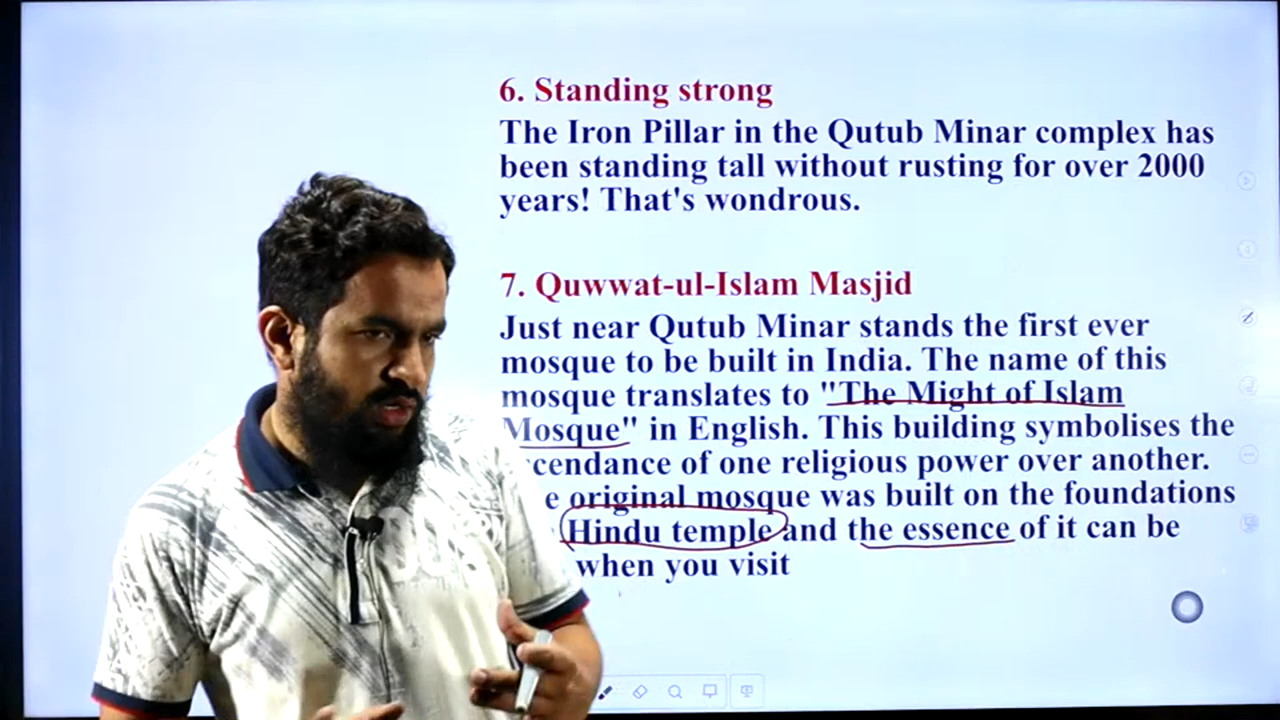 6. Standing strong
The Iron Pillar in the Qutub Minar complex has
been standing tall without rusting for over 2000
years! That's wondrous.
7. Quwwat-ul-Islam Masjid
Just near Qutub Minar stands the first ever
mosque to be built in India. The name of this
mosque translates to "The Might of Islam
Mosque" in English. This building symbolises the
cendance of one religious power over another.
e original mosque was built on the foundations
Hindu temple and the essence of it can be
when you visit